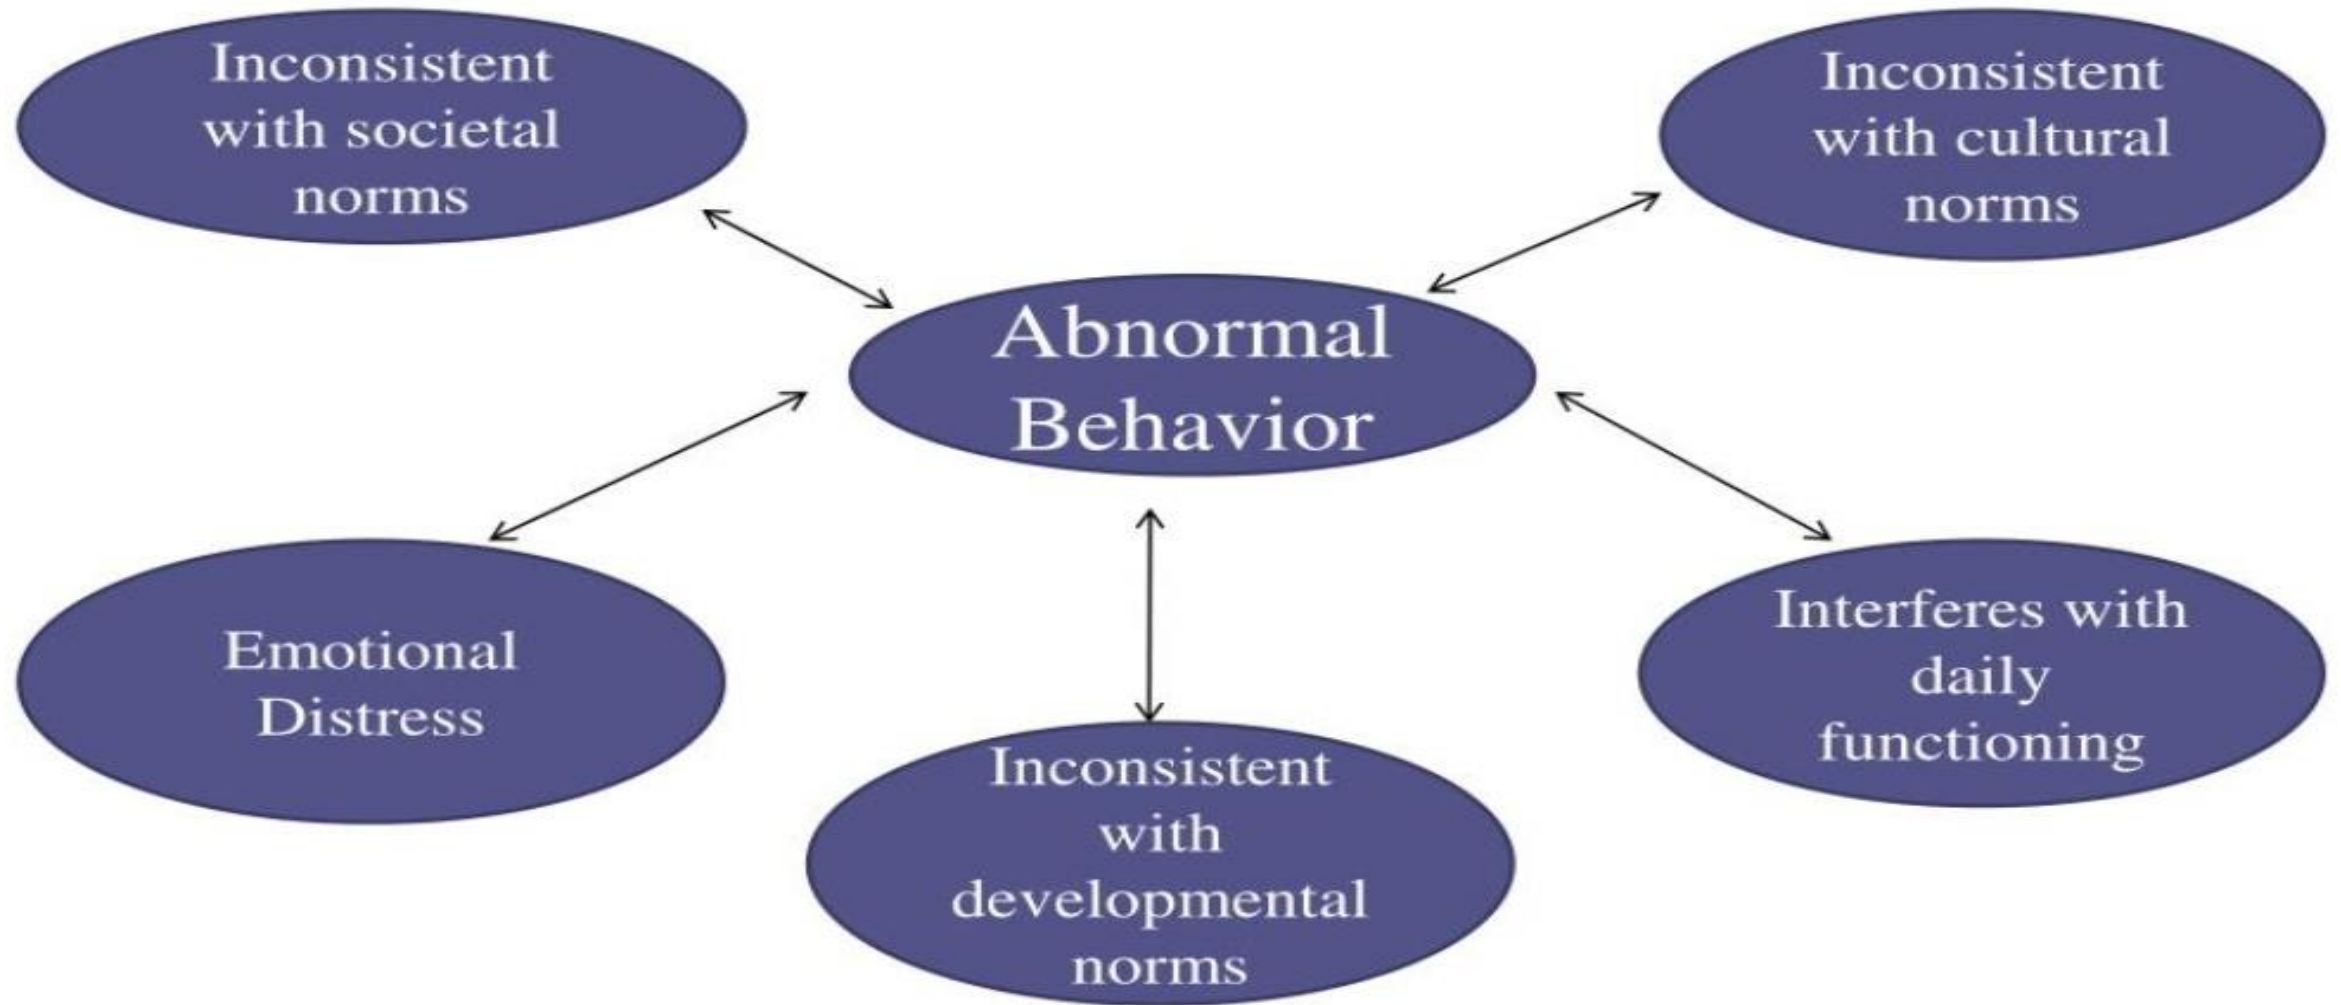 Inconsistent
with societal
norms
Inconsistent
with cultural
norms
Abnormal
Behavior
Emotional
Distress
Inconsistent
with
developmental
norms
Interferes with
daily
functioning